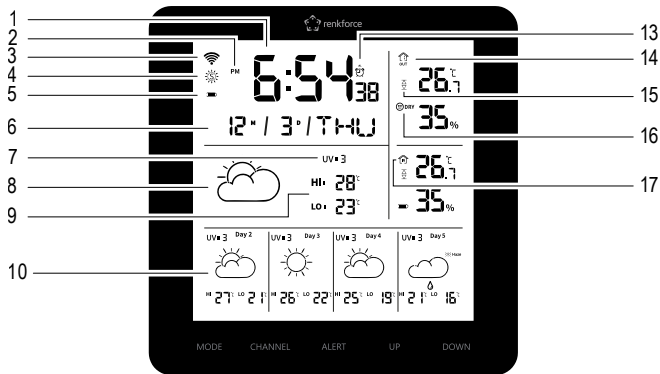 renkforce
1
2
3
4
5
6
7
8
9
10
13
14
15
16
17
PM
6:54 38
12 M / 3 D / THU
OUT
26.7 °C
DRY 35%
IN
26.7 °C
35%
UV 3
HI 28°C
LO 23°C
UV 3 Day 2
HI 27°C LO 21°C
UV 3 Day 3
HI 26°C LO 22°C
UV 3 Day 4
HI 25°C LO 19°C
UV 3 Day 5
Haze
HI 21°C LO 16°C
MODE CHANNEL ALERT UP DOWN